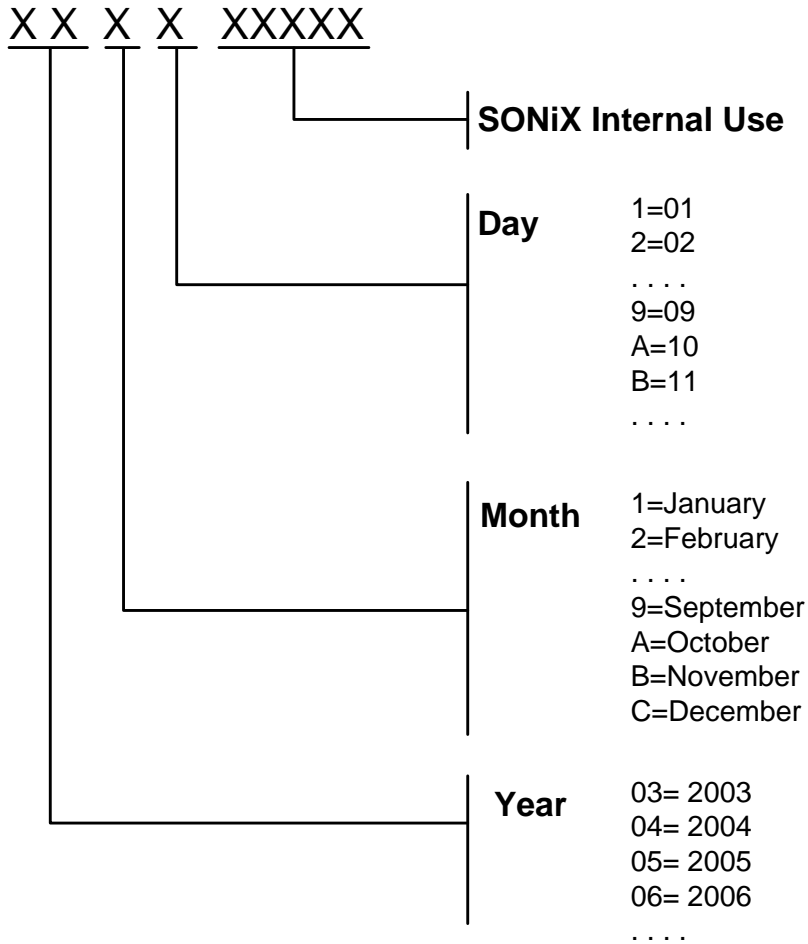 X X X X XXXXX
SONiX Internal Use
Day
1=01
2=02
. . . .
9=09
A=10
B=11
. . . .
Month
1=January
2=February
. . . .
9=September
A=October
B=November
C=December
Year
03= 2003
04= 2004
05= 2005
06= 2006
. . . .